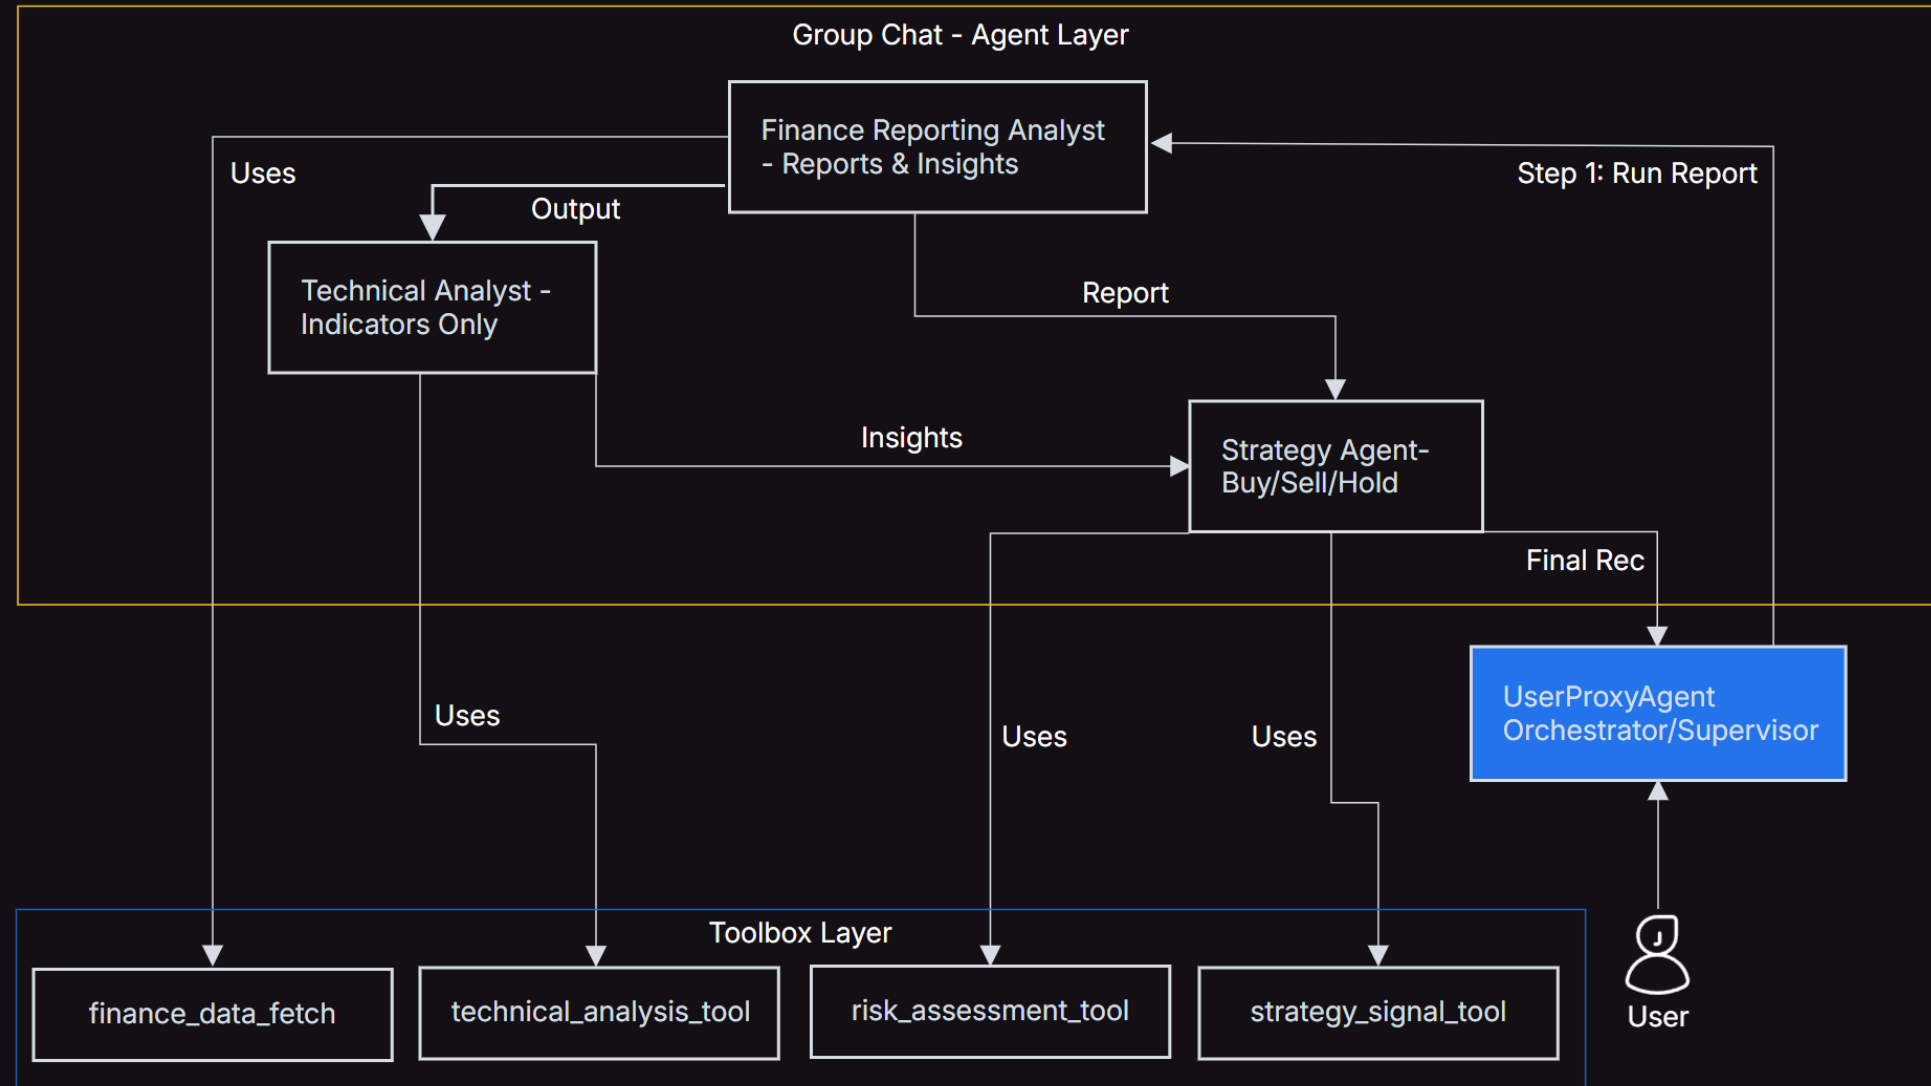 Group Chat - Agent Layer
Finance Reporting Analyst
- Reports & Insights
Uses
Step 1: Run Report
Output
Technical Analyst -
Indicators Only
Report
Insights
Strategy Agent-
Buy/Sell/Hold
Final Rec
UserProxyAgent
Orchestrator/Supervisor
Uses
Uses
Uses
Toolbox Layer
finance_data_fetch
technical_analysis_tool
risk_assessment_tool
strategy_signal_tool
User